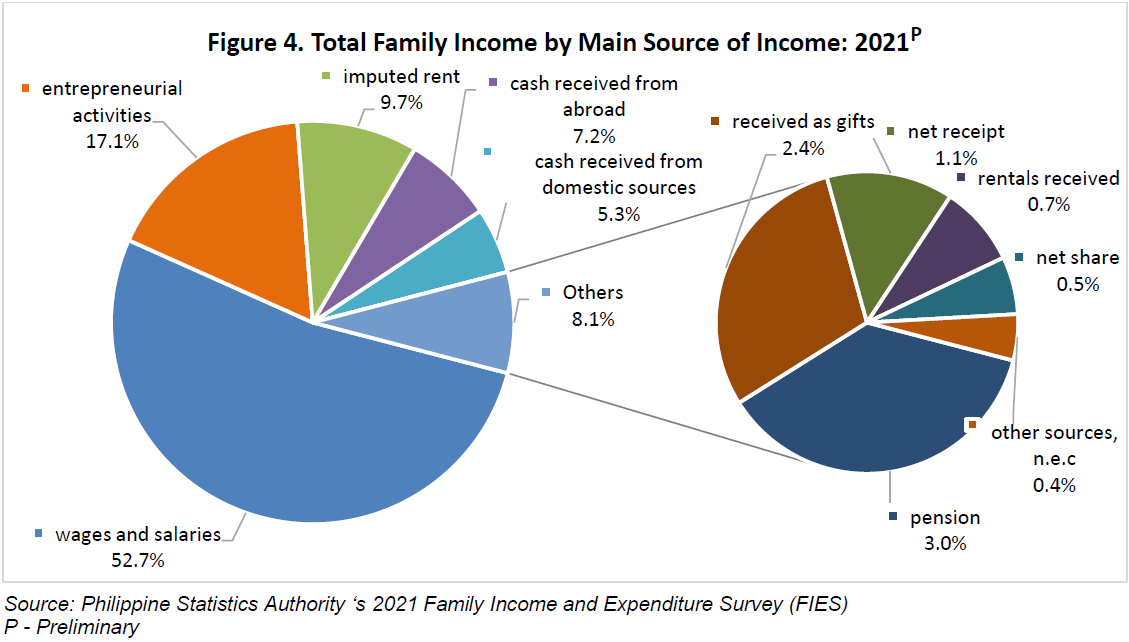 Figure 4. Total Family Income by Main Source of Income: 2021P
entrepreneurial
activities
17.1%
imputed rent
9.7%
cash received from
abroad
7.2%
cash received from
domestic sources
5.3%
Others
8.1%
wages and salaries
52.7%
received as gifts
2.4%
net receipt
1.1%
rentals received
0.7%
net share
0.5%
other sources,
n.e.c
0.4%
pension
3.0%
Source: Philippine Statistics Authority ‘s 2021 Family Income and Expenditure Survey (FIES)
P - Preliminary